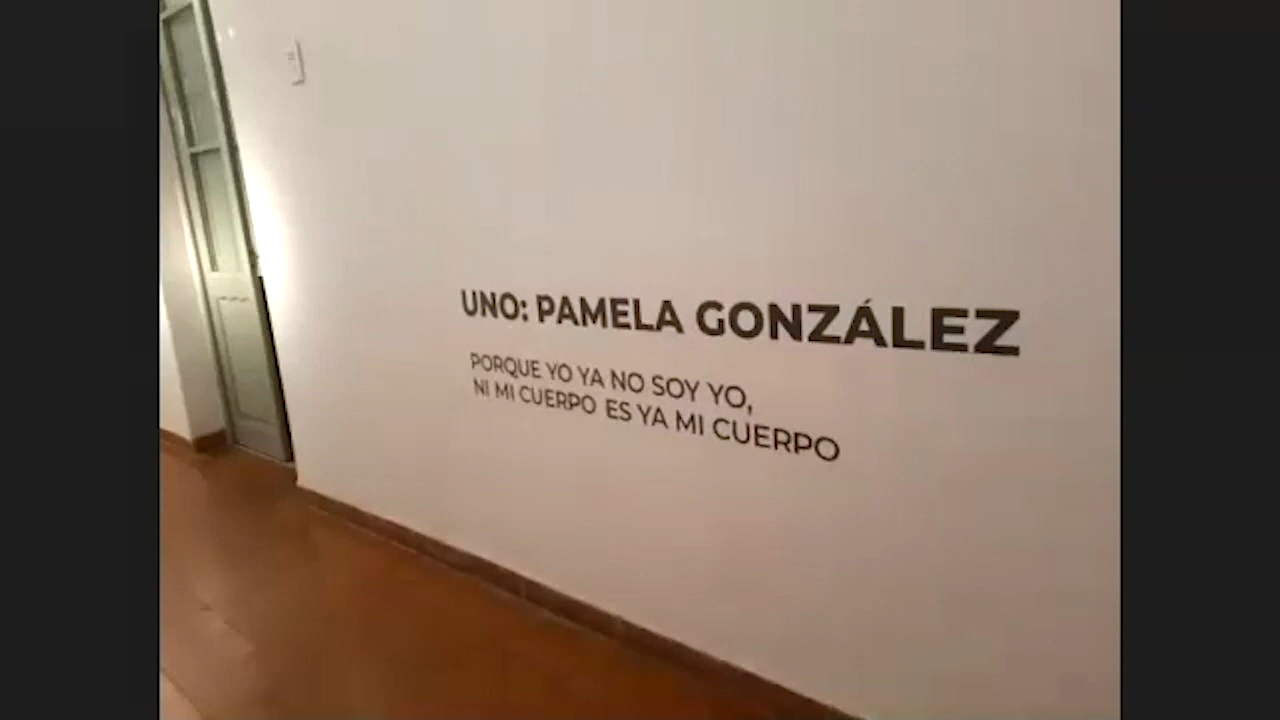 UNO: PAMELA GONZÁLEZ
PORQUE YO YA NO SOY YO,
NI MI CUERPO ES YA MI CUERPO